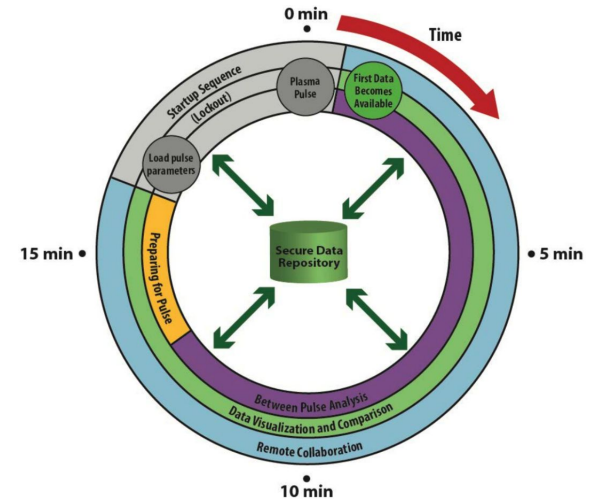 0 min
Time
Startup Sequence
(Lockout)
Plasma
Pulse
First Data
Becomes
Available
Load pulse
parameters
Secure Data
Repository
15 min
5 min
Preparing for Pulse
Between Pulse Analysis
Data Visualization and Comparison
Remote Collaboration
10 min